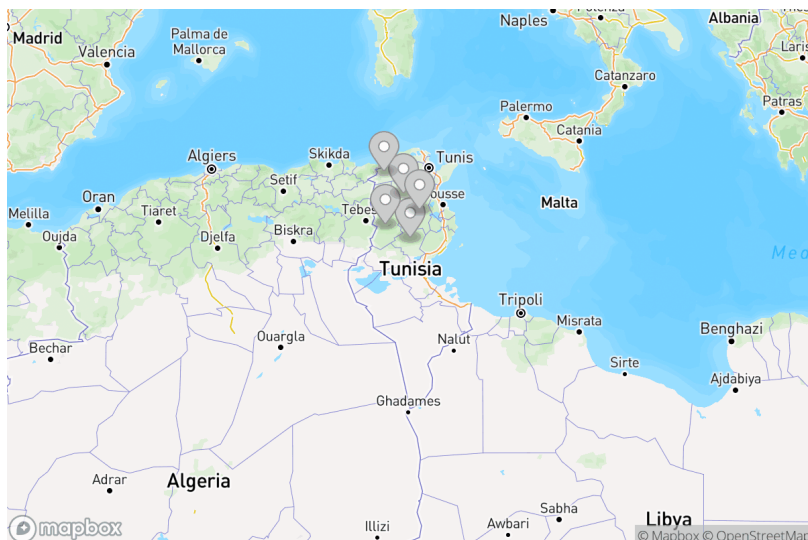 Naples
Potenza
Albania
Madrid
Palma de
Mallorca
Valencia
Laris
Catanzaro
Palermo
Patras
Catania
Algiers
Skikda
Tunis
Oran
Setif
ousse
Malta
Melilla
Tiaret
Tebes
Oujda
Djelfa
Biskra
Med
Tunisia
Tripoli
Misrata
Benghazi
Ouargla
Nalut
Bechar
Sirte
Ajdabiya
Ghadames
Adrar
Algeria
Sabha
Illizi
Awbari
Libya
mapbox
© Mapbox © OpenStreetMap